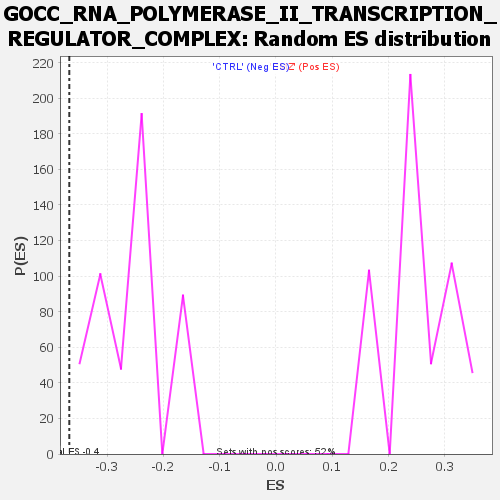 GOCC_RNA_POLYMERASE_II_TRANSCRIPTION_
REGULATOR_COMPLEX: Random ES distribution
'CTRL' (Neg ES) Z' (Pos ES)
220
200
180
160
140
120
100
80
60
40
20
0
P(ES)
ES -0.4
Sets with pos scores: 52%
-0.3 -0.2 -0.1 0.0 0.1 0.2 0.3
ES